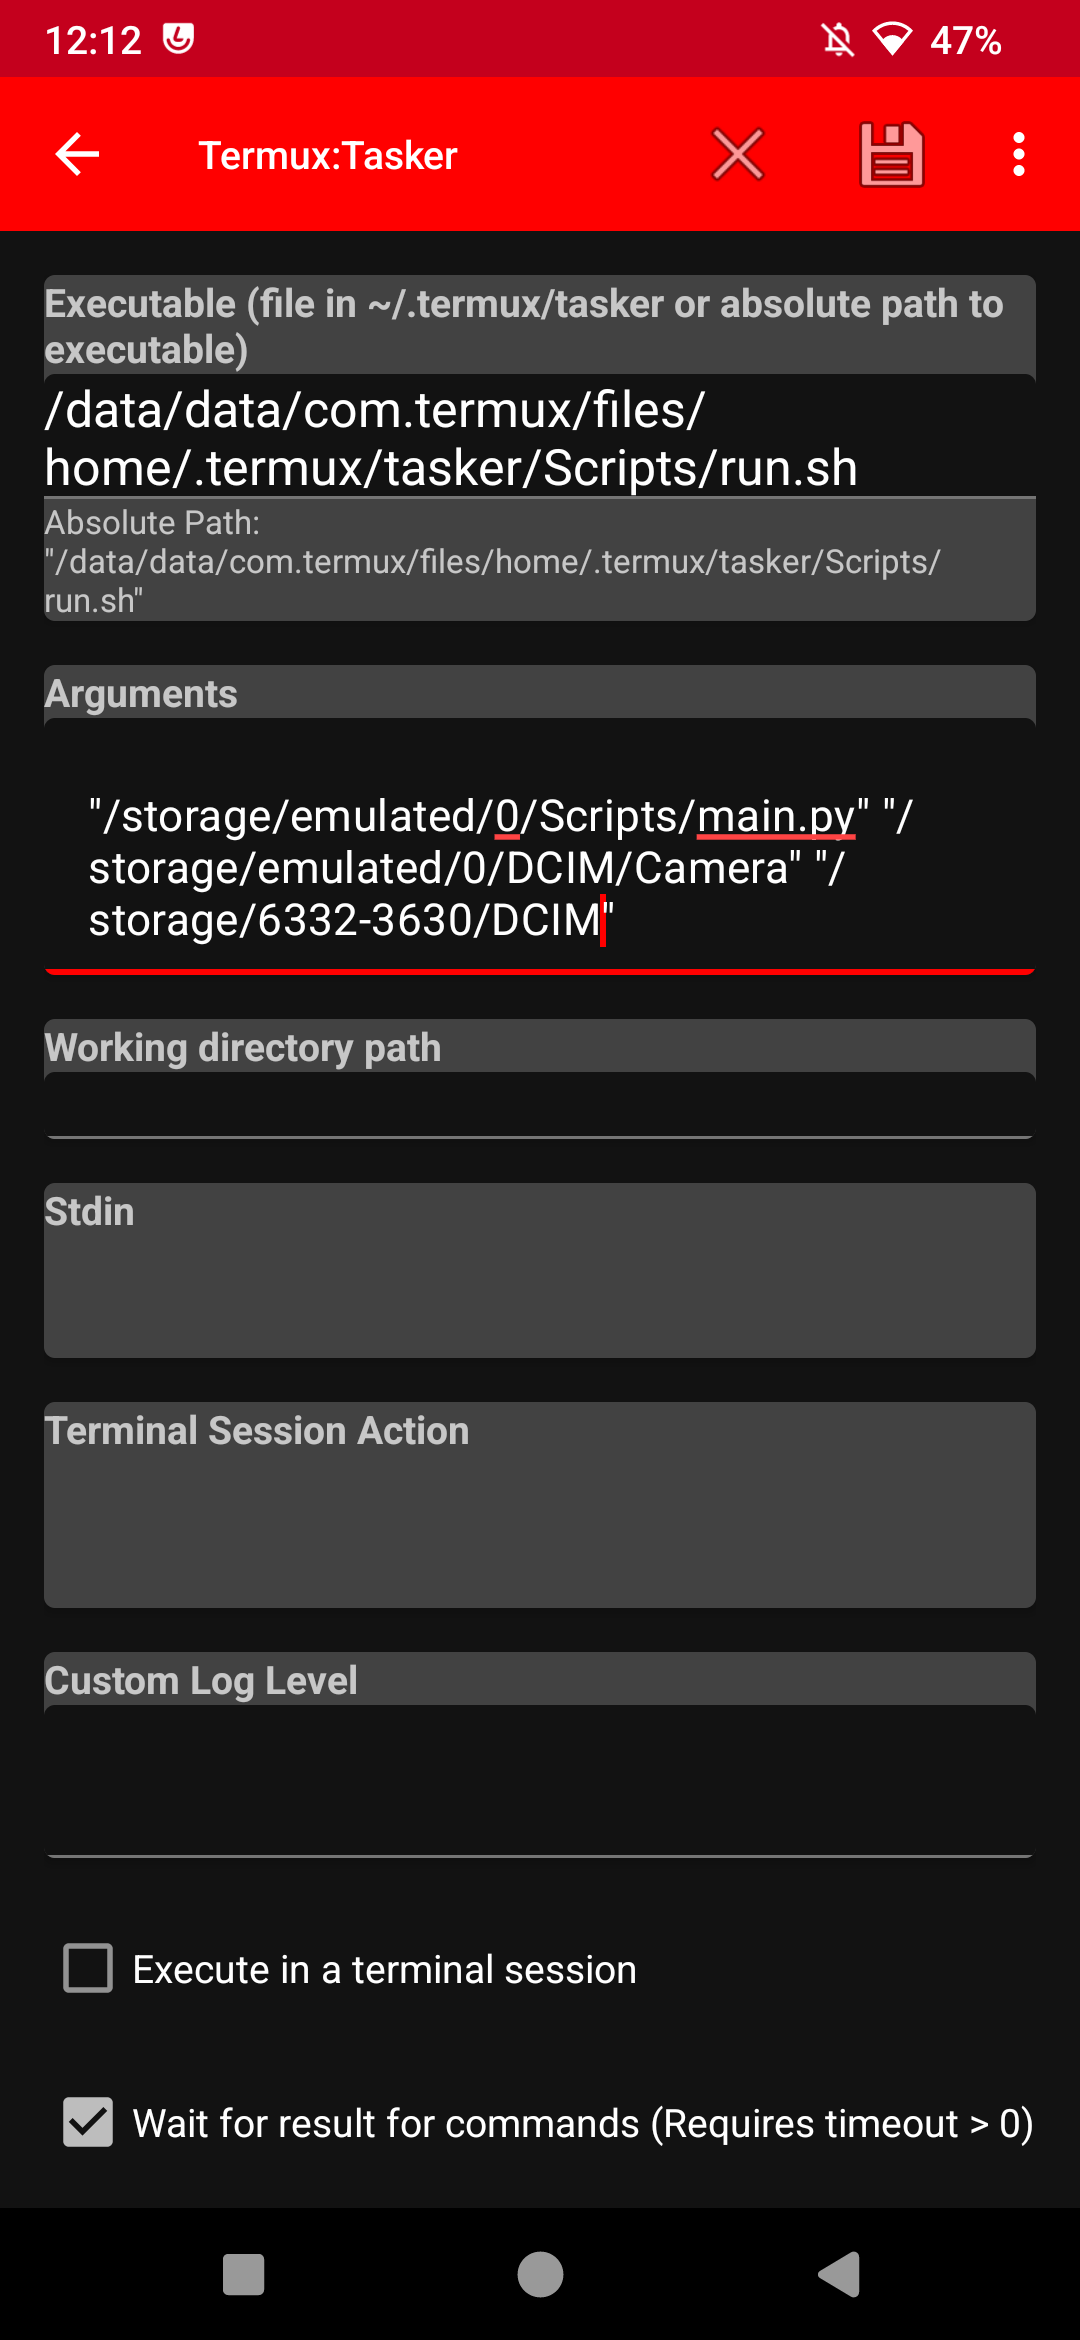 12:12
47%
Termux:Tasker
Executable (file in ~/.termux/tasker or absolute path to
executable)
/data/data/com.termux/files/
home/.termux/tasker/Scripts/run.sh
Absolute Path:
"/data/data/com.termux/files/home/.termux/tasker/Scripts/
run.sh"
Arguments
"/storage/emulated/0/Scripts/main.py" "/
storage/emulated/0/DCIM/Camera" "/
storage/6332-3630/DCIM"
Working directory path
Stdin
Terminal Session Action
Custom Log Level
Execute in a terminal session
Wait for result for commands (Requires timeout > 0)